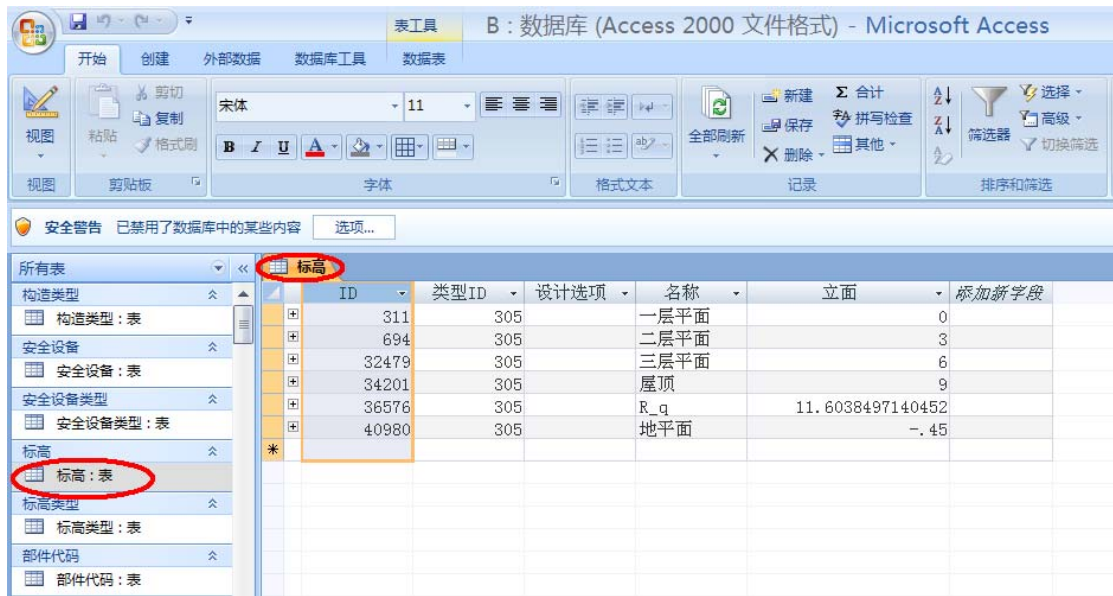 表工具 B：数据库 (Access 2000 文件格式) - Microsoft Access
开始 创建 外部数据 数据库工具 数据表
视图 粘贴 剪切 复制 格式刷
宋体 11
B I U A
全部刷新 新建 保存 删除 Σ 合计 拼写检查 其他
筛选器 选择 高级 切换筛选
视图 剪贴板 字体 格式文本 记录 排序和筛选
安全警告 已禁用了数据库中的某些内容 选项...
所有表
构造类型
构造类型：表
安全设备
安全设备：表
安全设备类型
安全设备类型：表
标高
标高：表
标高类型
标高类型：表
部件代码
部件代码：表
标高
ID 类型ID 设计选项 名称 立面 添加新字段
311 305 一层平面 0
694 305 二层平面 3
32479 305 三层平面 6
34201 305 屋顶 9
36576 305 R_q 11.6038497140452
40980 305 地平面 -.45